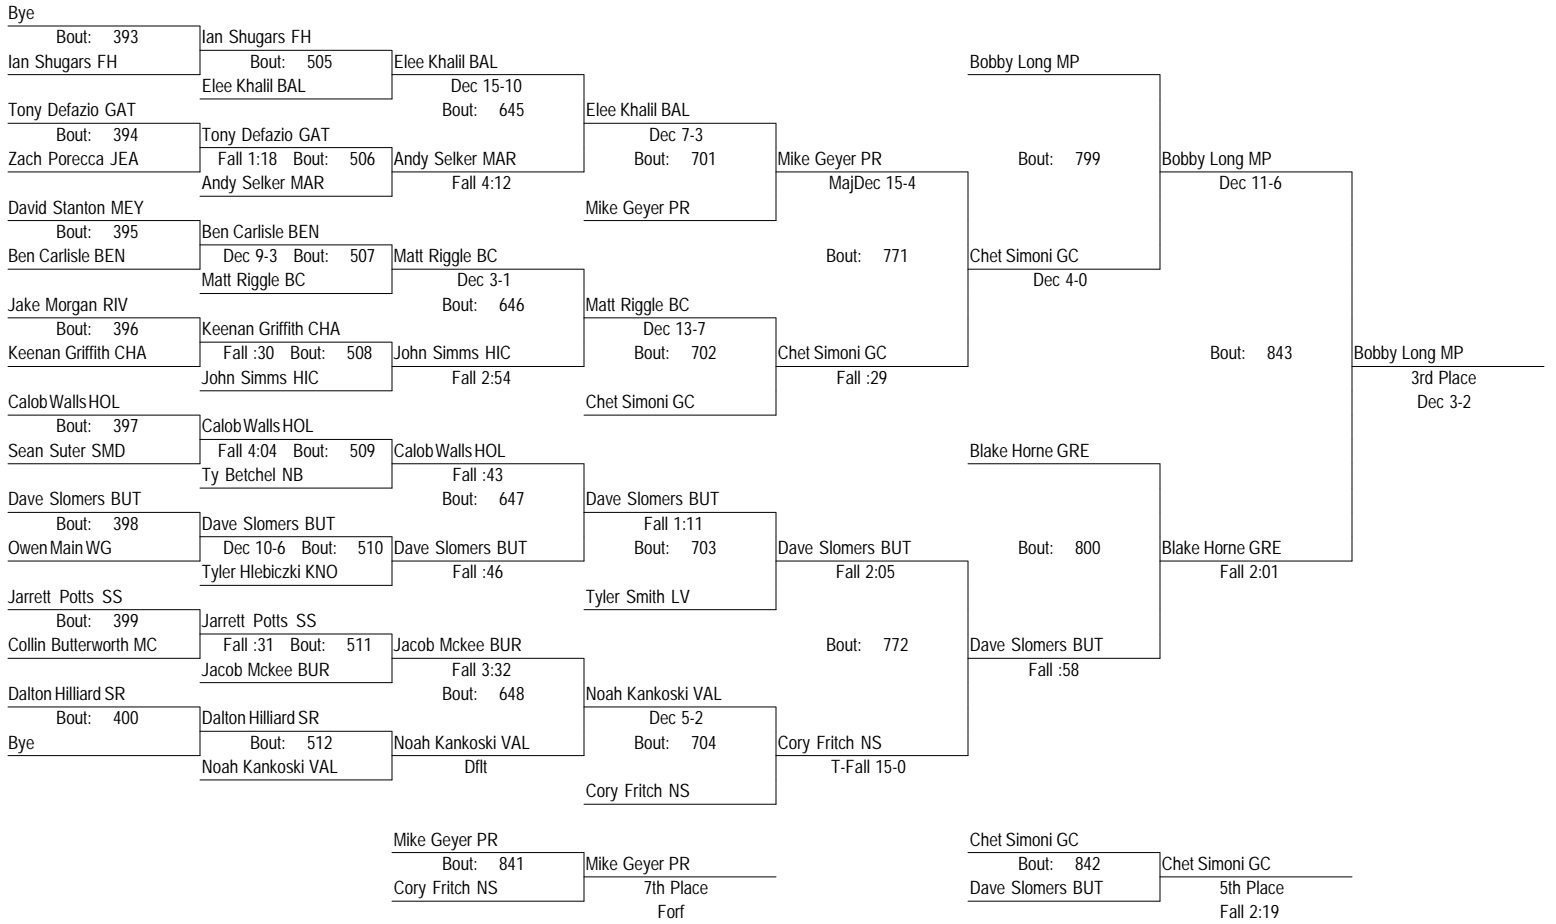 Bye
Bout: 393
Ian Shugars FH
Tony Defazio GAT
Bout: 394
Zach Porecca JEA
David Stanton MEY
Bout: 395
Ben Carlisle BEN
Jake Morgan RIV
Bout: 396
Keenan Griffith CHA
Calob Walls HOL
Bout: 397
Sean Suter SMD
Dave Slomers BUT
Bout: 398
Owen Main WG
Jarrett Potts SS
Bout: 399
Collin Butterworth MC
Dalton Hilliard SR
Bout: 400
Bye
Ian Shugars FH
Bout: 505
Elee Khalil BAL
Tony Defazio GAT
Fall 1:18 Bout: 506
Andy Selker MAR
Ben Carlisle BEN
Dec 9-3 Bout: 507
Matt Riggle BC
Keenan Griffith CHA
Fall :30 Bout: 508
John Simms HIC
Calob Walls HOL
Fall 4:04 Bout: 509
Ty Betchel NB
Dave Slomers BUT
Dec 10-6 Bout: 510
Tyler Hlebiczki KNO
Jarrett Potts SS
Fall :31 Bout: 511
Jacob Mckee BUR
Dalton Hilliard SR
Bout: 512
Noah Kankoski VAL
Elee Khalil BAL
Dec 15-10
Bout: 645
Andy Selker MAR
Fall 4:12
Matt Riggle BC
Dec 3-1
Bout: 646
John Simms HIC
Fall 2:54
Calob Walls HOL
Fall :43
Bout: 647
Dave Slomers BUT
Fall :46
Jacob Mckee BUR
Fall 3:32
Bout: 648
Noah Kankoski VAL
Dflt
Elee Khalil BAL
Dec 7-3
Bout: 701
Mike Geyer PR
Matt Riggle BC
Dec 13-7
Bout: 702
Chet Simoni GC
Dave Slomers BUT
Fall 1:11
Bout: 703
Tyler Smith LV
Noah Kankoski VAL
Dec 5-2
Bout: 704
Cory Fritch NS
Mike Geyer PR
MajDec 15-4
Bout: 771
Chet Simoni GC
Fall :29
Dave Slomers BUT
Fall 2:05
Bout: 772
Cory Fritch NS
T-Fall 15-0
Bobby Long MP
Bout: 799
Chet Simoni GC
Dec 4-0
Blake Horne GRE
Bout: 800
Dave Slomers BUT
Fall :58
Bobby Long MP
Dec 11-6
Bout: 843
Blake Horne GRE
Fall 2:01
Bobby Long MP
3rd Place
Dec 3-2
Mike Geyer PR
Bout: 841
Cory Fritch NS
Mike Geyer PR
7th Place
Forf
Chet Simoni GC
Bout: 842
Dave Slomers BUT
Chet Simoni GC
5th Place
Fall 2:19